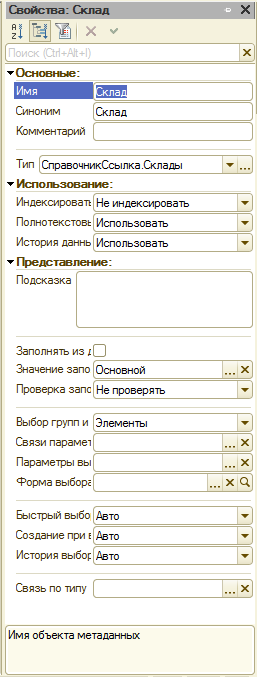 Свойства: Склад
Поиск (Ctrl+Alt+I)
Основные:
Имя Склад
Синоним Склад
Комментарий
Тип СправочникСсылка.Склады
Использование:
Индексировать Не индексировать
Полнотекстовы Использовать
История данны Использовать
Представление:
Подсказка
Заполнять из д
Значение запо Основной
Проверка запо Не проверять
Выбор групп и Элементы
Связи парамет
Параметры вы
Форма выбора
Быстрый выбо Авто
Создание при в Авто
История выбор Авто
Связь по типу
Имя объекта метаданных